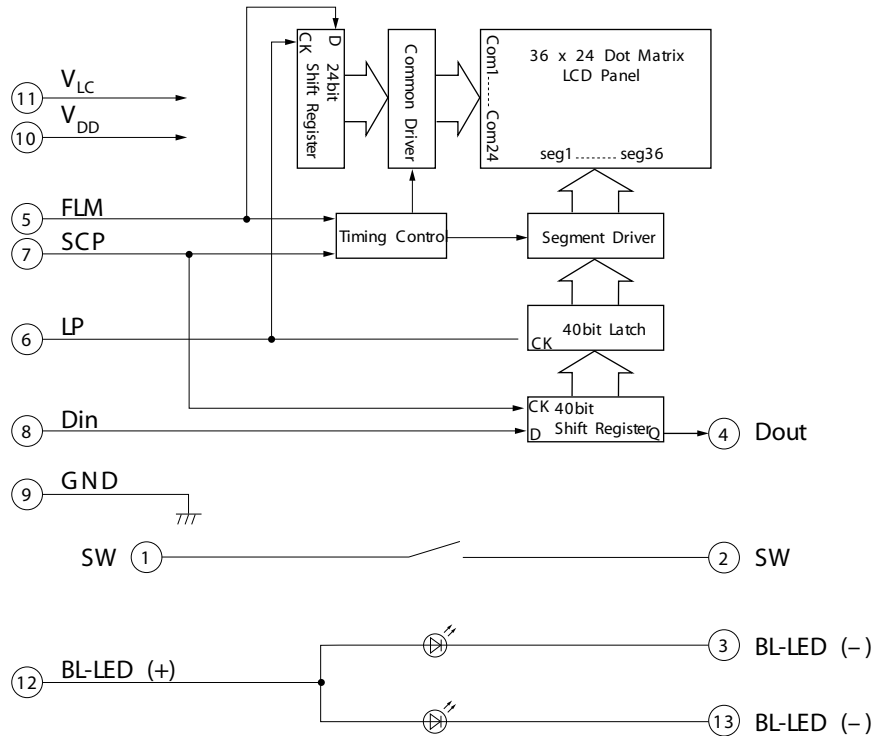 D
CK
24bit
Shift Register
Common Driver
Com1........Com24
36 x 24 Dot Matrix
LCD Panel
seg1......... seg36
11 VLC
10 VDD
5 FLM
7 SCP
Timing Control
Segment Driver
6 LP
40bit Latch
CK
8 Din
CK 40bit
D Shift Register Q
4 Dout
9 GND
SW 1
2 SW
3 BL-LED (–)
12 BL-LED (+)
13 BL-LED (–)